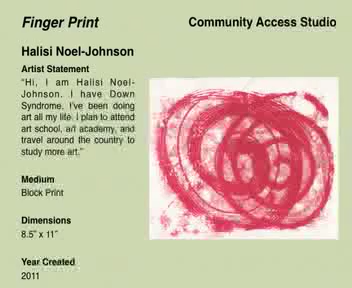 Finger Print
Community Access Studio
Halisi Noel-Johnson
Artist Statement
“Hi, I am Halisi Noel-
Johnson. I have Down
Syndrome. I’ve been doing
art all my life. I plan to attend
art school, art academy, and
travel around the country to
study more art.”
Medium
Block Print
Dimensions
8.5” x 11”
Year Created
2011